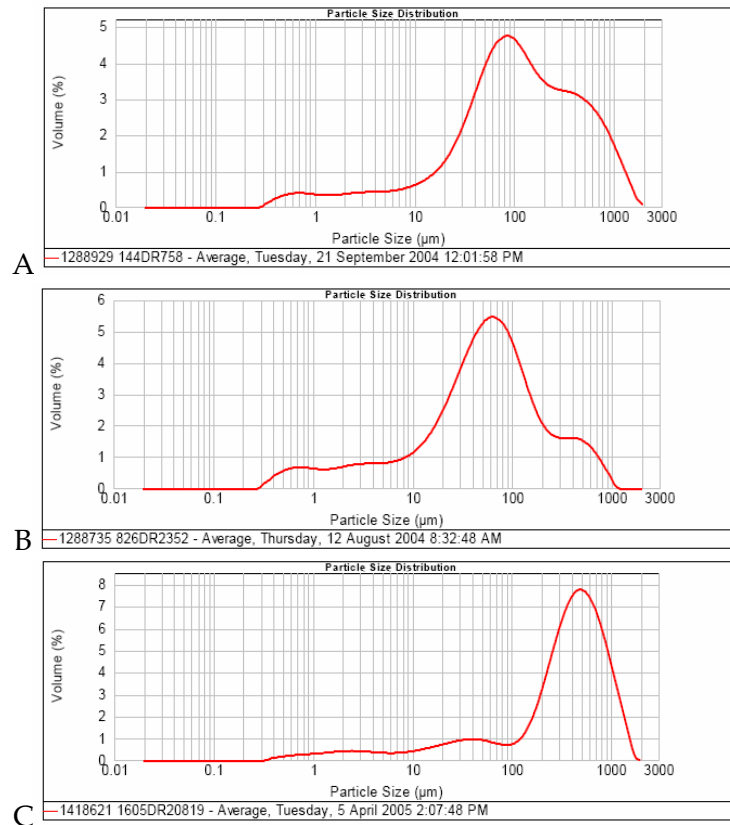 Particle Size Distribution
5
4
3
2
1
0
0.01 0.1 1 10 100 1000 3000
Volume (%)
Particle Size (µm)
1288929 144DR758 - Average, Tuesday, 21 September 2004 12:01:58 PM
A
Particle Size Distribution
6
5
4
3
2
1
0
0.01 0.1 1 10 100 1000 3000
Volume (%)
Particle Size (µm)
1288735 826DR2352 - Average, Thursday, 12 August 2004 8:32:48 AM
B
Particle Size Distribution
8
7
6
5
4
3
2
1
0
0.01 0.1 1 10 100 1000 3000
Volume (%)
Particle Size (µm)
1418621 1605DR20819 - Average, Tuesday, 5 April 2005 2:07:48 PM
C